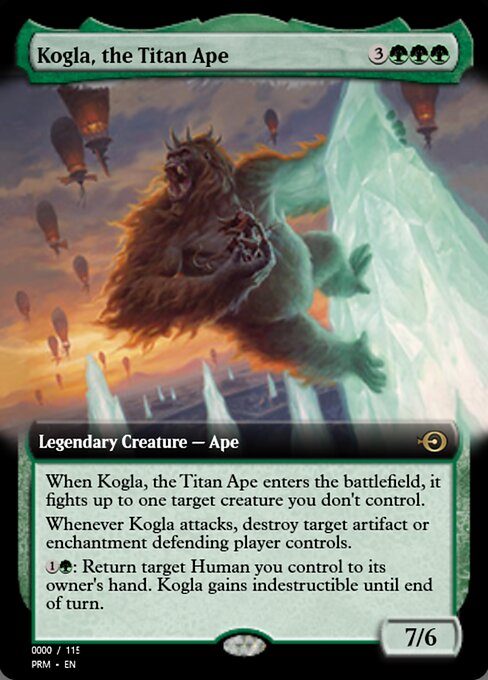 Kogla, the Titan Ape 3
Legendary Creature — Ape
When Kogla, the Titan Ape enters the battlefield, it
fights up to one target creature you don't control.
Whenever Kogla attacks, destroy target artifact or
enchantment defending player controls.
1: Return target Human you control to its
owner's hand. Kogla gains indestructible until end
of turn.
7/6
0000 / 115
PRM • EN